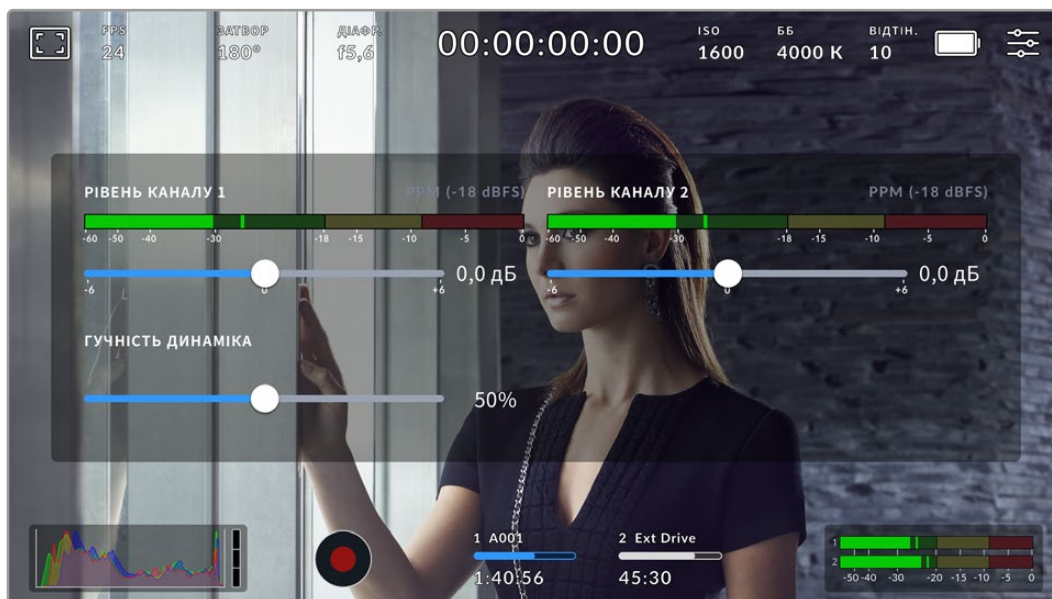 FPS ЗАТВОР ДІАФР. 00:00:00:00 ISO ББ ВІДТІН.
24 180° f5,6 1600 4000 K 10
РІВЕНЬ КАНАЛУ 1 PPM (-18 dBFS) РІВЕНЬ КАНАЛУ 2 PPM (-18 dBFS)
-60 -50 -40 -30 -18 -15 -10 -5 0 -60 -50 -40 -30 -18 -15 -10 -5 0
0,0 дБ 0,0 дБ
-6 0 +6 -6 0 +6
ГУЧНІСТЬ ДИНАМІКА
50%
1 A001 2 Ext Drive 1
1:40:56 45:30 2
-50 -40 -30 -20 -15 -10 -5 0